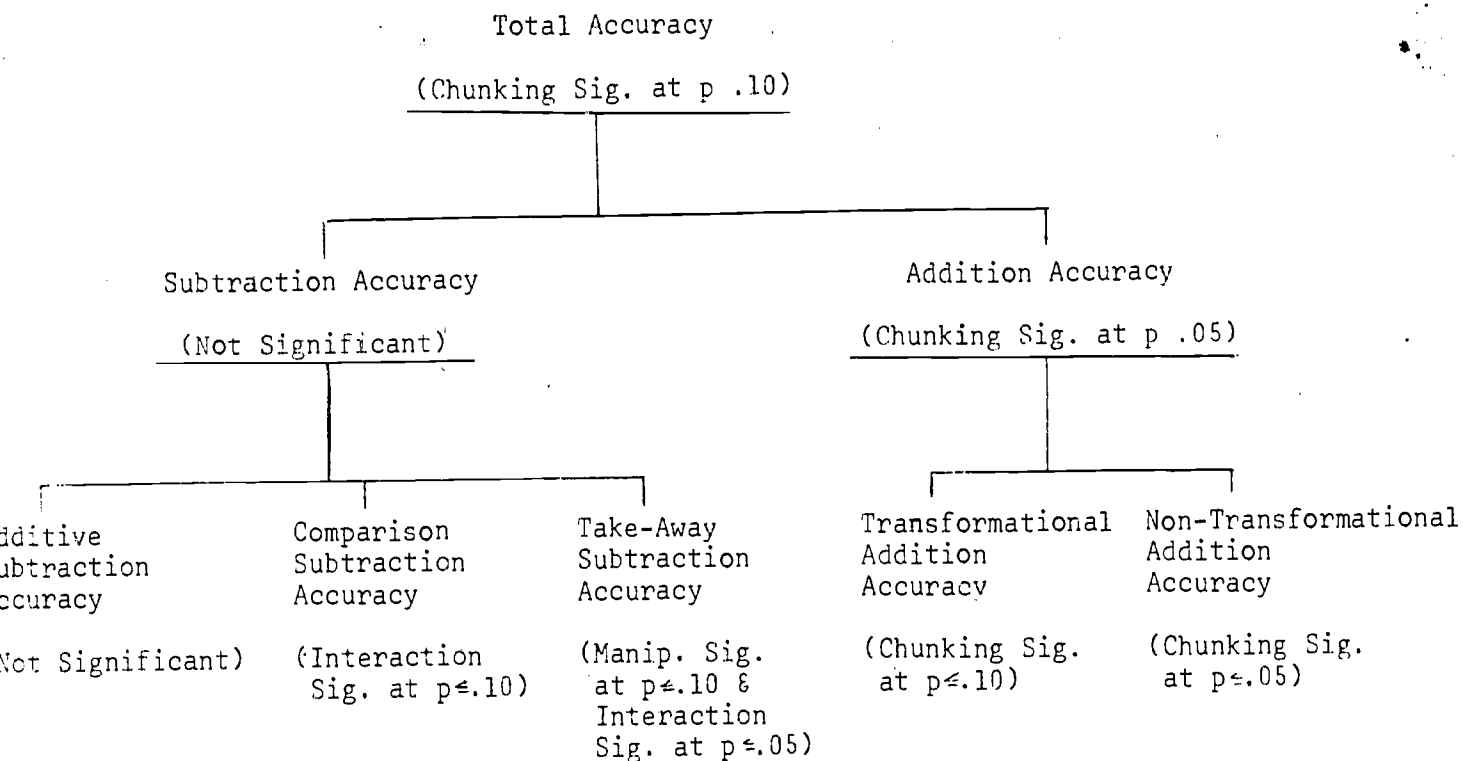 Total Accuracy
(Chunking Sig. at p .10)
Subtraction Accuracy
(Not Significant)
Addition Accuracy
(Chunking Sig. at p .05)
dditive
ubtraction
ccuracy
Not Significant)
Comparison
Subtraction
Accuracy
(Interaction
Sig. at p≤.10)
Take-Away
Subtraction
Accuracy
(Manip. Sig.
at p≤.10 &
Interaction
Sig. at p≤.05)
Transformational
Addition
Accuracy
(Chunking Sig.
at p≤.10)
Non-Transformational
Addition
Accuracy
(Chunking Sig.
at p≤.05)